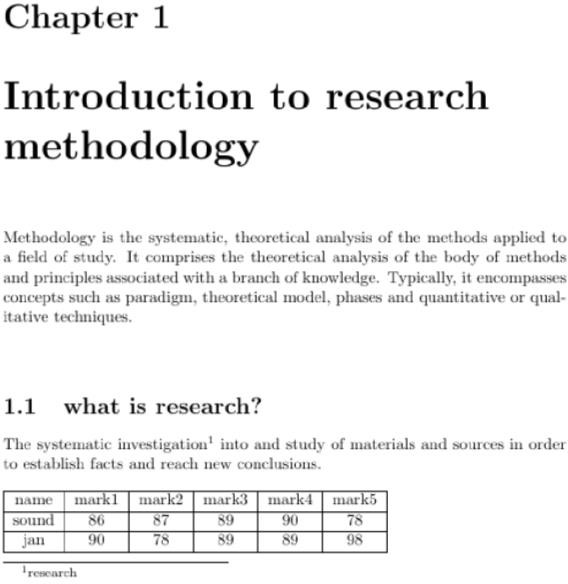 Chapter 1
Introduction to research
methodology
Methodology is the systematic, theoretical analysis of the methods applied to
a field of study. It comprises the theoretical analysis of the body of methods
and principles associated with a branch of knowledge. Typically, it encompasses
concepts such as paradigm, theoretical model, phases and quantitative or qual-
itative techniques.
1.1 what is research?
The systematic investigation¹ into and study of materials and sources in order
to establish facts and reach new conclusions.
name mark1 mark2 mark3 mark4 mark5
sound 86 87 89 90 78
jan 90 78 89 89 98
¹research